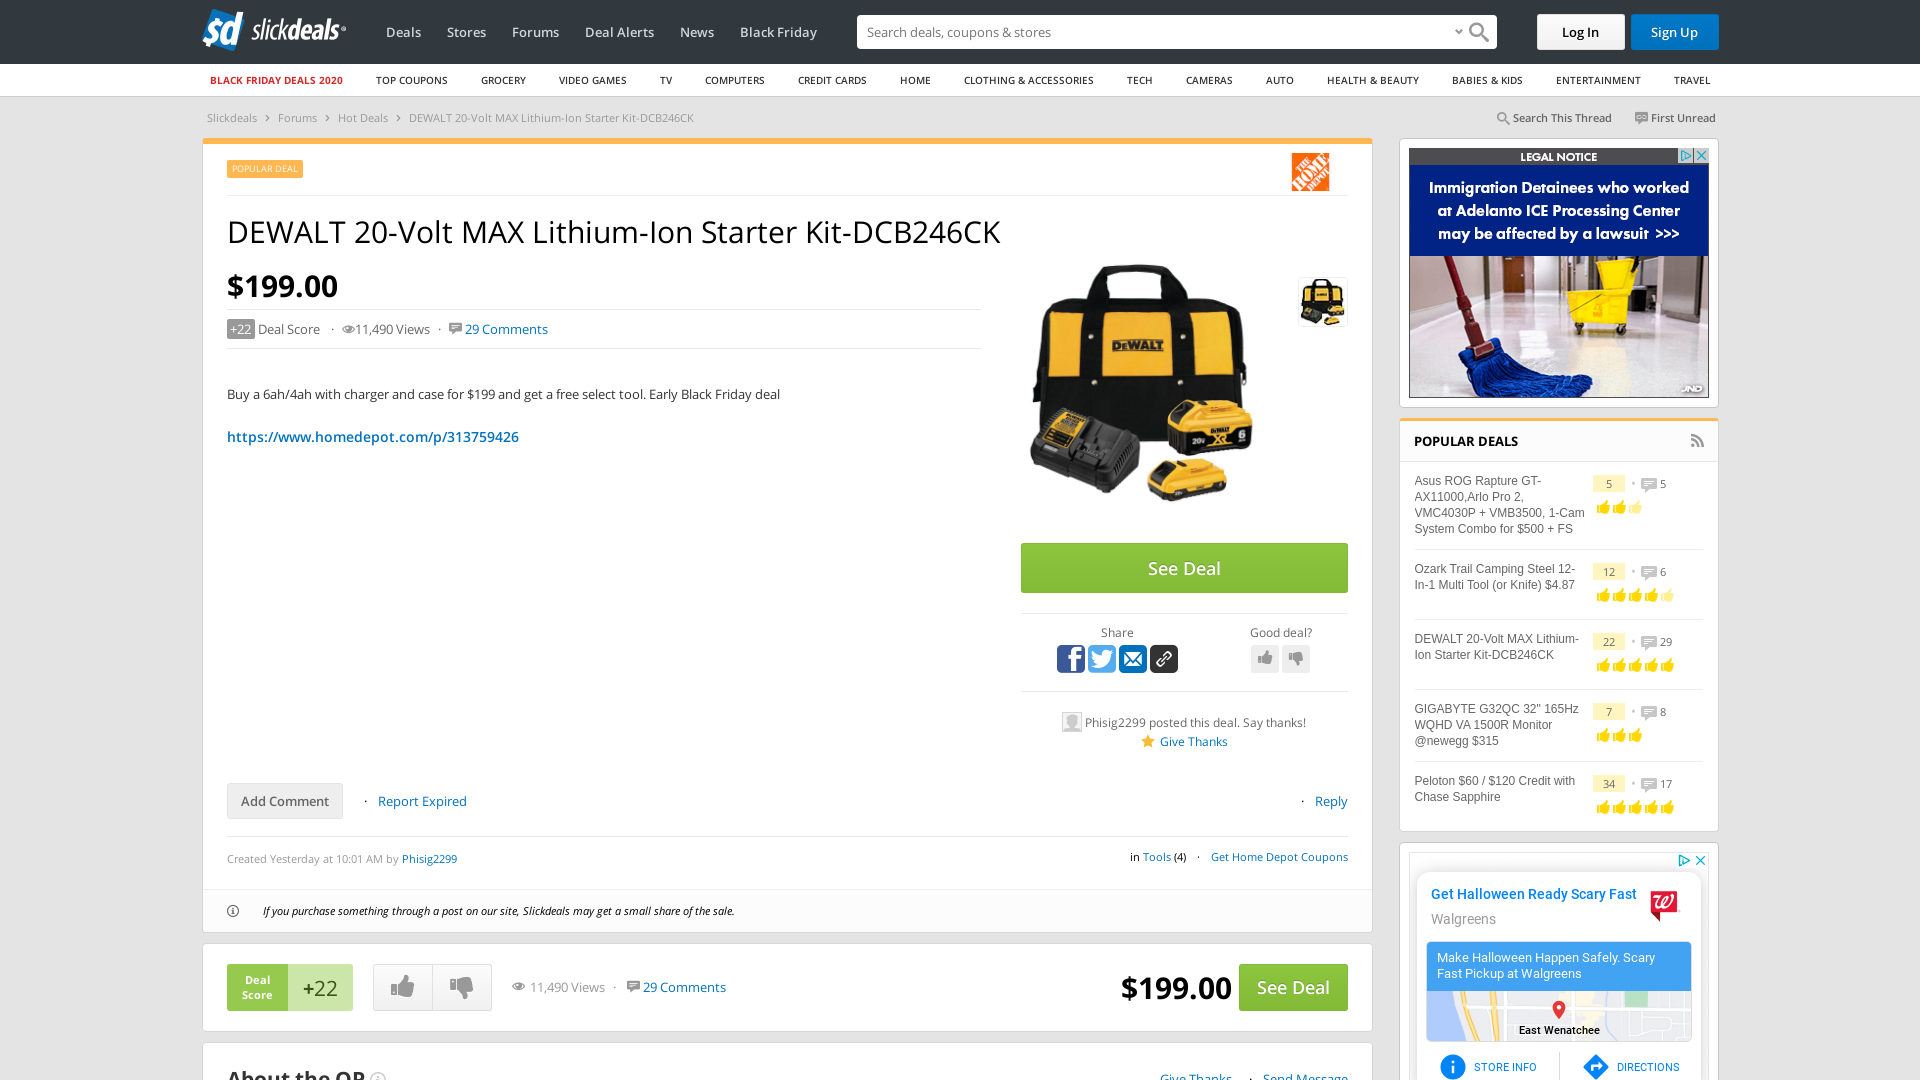 slickdeals
Deals Stores Forums Deal Alerts News Black Friday
Search deals, coupons & shops
Log In
Sign Up
BLACK FRIDAY DEALS 2020 TOP COUPONS GROCERY VIDEO GAMES TV COMPUTERS CREDIT CARDS HOME CLOTHING & ACCESSORIES TECH CAMERAS AUTO HEALTH & BEAUTY BABIES & KIDS ENTERTAINMENT TRAVEL
Slickdeals › Forums › Hot Deals › DEWALT 20-Volt MAX Lithium-Ion Starter Kit-DCB246CK
Search This Thread First Unread
POPULAR DEAL
THE HOME DEPOT
DEWALT 20-Volt MAX Lithium-Ion Starter Kit-DCB246CK
$199.00
+22 Deal Score · 11,490 Views · 29 Comments
Buy a 6ah/4ah with charger and case for $199 and get a free select tool. Early Black Friday deal
https://www.homedepot.com/p/313759426
DEWALT
See Deal
Share
Good deal?
Phisig2299 posted this deal. Say thanks!
Give Thanks
Add Comment · Report Expired
· Reply
Created Yesterday at 10:01 AM by Phisig2299
in Tools (4) · Get Home Depot Coupons
If you purchase something through a post on our site, Slickdeals may get a small share of the sale.
Deal
Score
+22
11,490 Views · 29 Comments
$199.00
See Deal
About the OP
Give Thanks · Send Message
LEGAL NOTICE
Immigration Detainees who worked
at Adelanto ICE Processing Center
may be affected by a lawsuit >>>
JND
POPULAR DEALS
Asus ROG Rapture GT-
AX11000,Arlo Pro 2,
VMC4030P + VMB3500, 1-Cam
System Combo for $500 + FS
5 · 5
Ozark Trail Camping Steel 12-
In-1 Multi Tool (or Knife) $4.87
12 · 6
DEWALT 20-Volt MAX Lithium-
Ion Starter Kit-DCB246CK
22 · 29
GIGABYTE G32QC 32" 165Hz
WQHD VA 1500R Monitor
@newegg $315
7 · 8
Peloton $60 / $120 Credit with
Chase Sapphire
34 · 17
Get Halloween Ready Scary Fast
Walgreens
Make Halloween Happen Safely. Scary
Fast Pickup at Walgreens
East Wenatchee
STORE INFO
DIRECTIONS